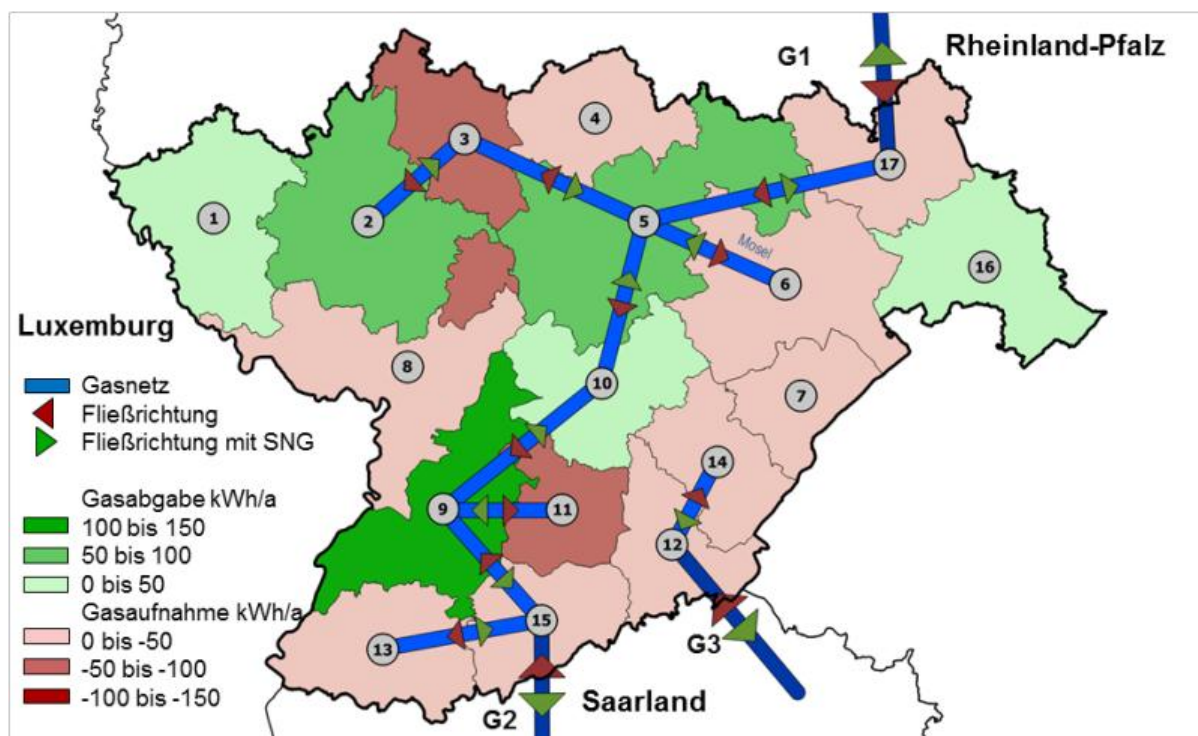 G1
Rheinland-Pfalz
4
3
17
1
2
5
Mosel
16
6
Luxemburg
8
Gasnetz
Fließrichtung
Fließrichtung mit SNG
10
7
14
Gasabgabe kWh/a
100 bis 150
50 bis 100
0 bis 50
Gasaufnahme kWh/a
0 bis -50
-50 bis -100
-100 bis -150
9
11
12
15
13
G3
G2
Saarland